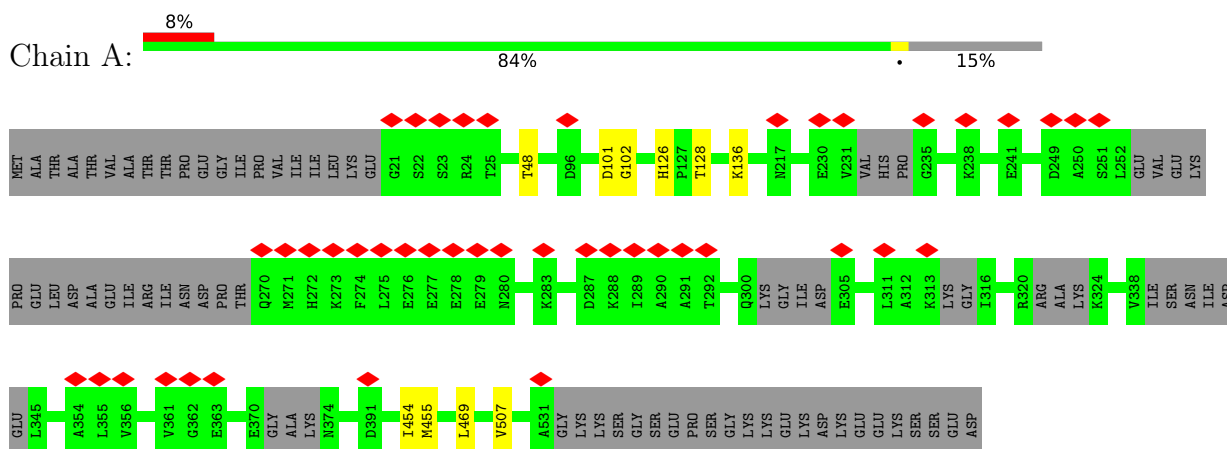 8%
Chain A:
84% • 15%
MET ALA THR ALA THR VAL ALA THR THR PRO GLU GLY ILE PRO VAL ILE ILE LEU LYS GLU G21 S22 S23 R24 T25 T48 D96 D101 G102 H126 P127 T128 K136 N217 E230 V231 VAL HIS PRO G235 K238 E241 D249 A250 S251 L252 GLU VAL GLU LYS
PRO GLU LEU ASP ALA GLU ILE ARG ILE ASN ASP PRO THR Q270 M271 H272 K273 F274 L275 E276 E277 E278 E279 N280 K283 D287 K288 I289 A290 A291 T292 Q300 LYS GLY ILE ASP E305 L311 A312 K313 LYS GLY I316 R320 ARG ALA LYS K324 V338 ILE SER ASN ILE ASP
GLU L345 A354 L355 V356 V361 G362 E363 E370 GLY ALA LYS N374 D391 I454 M455 L469 V507 A531 GLY LYS LYS SER GLY SER GLU PRO SER GLY LYS LYS GLU LYS ASP LYS GLU GLU LYS SER SER GLU ASP